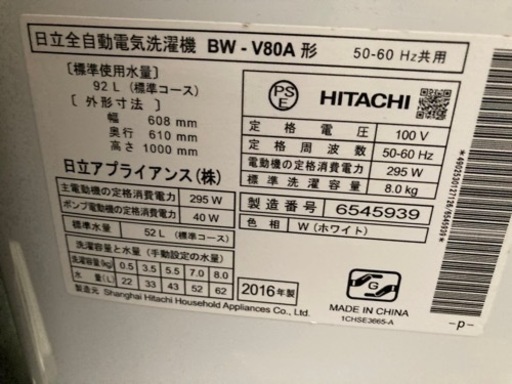 日立全自動電気洗濯機 BW-V80A 形 50-60 Hz共用
〔標準使用水量〕
92 L (標準コース)
〔外形寸法〕
幅 608 mm
奥行 610 mm
高さ 1000 mm
日立アプライアンス(株)
主電動機の定格消費電力 295 W
ポンプ電動機の定格消費電力 40 W
標準水量 52 L (標準コース)
洗濯容量と水量 (手動設定の水量)
洗濯容量(kg) 0.5 3.5 5.5 7.0 8.0
水量(L) 22 33 43 52 62
製造元 Shanghai Hitachi Household Appliances Co., Ltd.
PS
E
HITACHI
定格電圧 100 V
定格周波数 50-60 Hz
電動機の定格消費電力 295 W
標準洗濯容量 8.0 kg
製造番号 6545939
色相 W (ホワイト)
2016年製
G
MADE IN CHINA
1CHSE3665-A
-p-